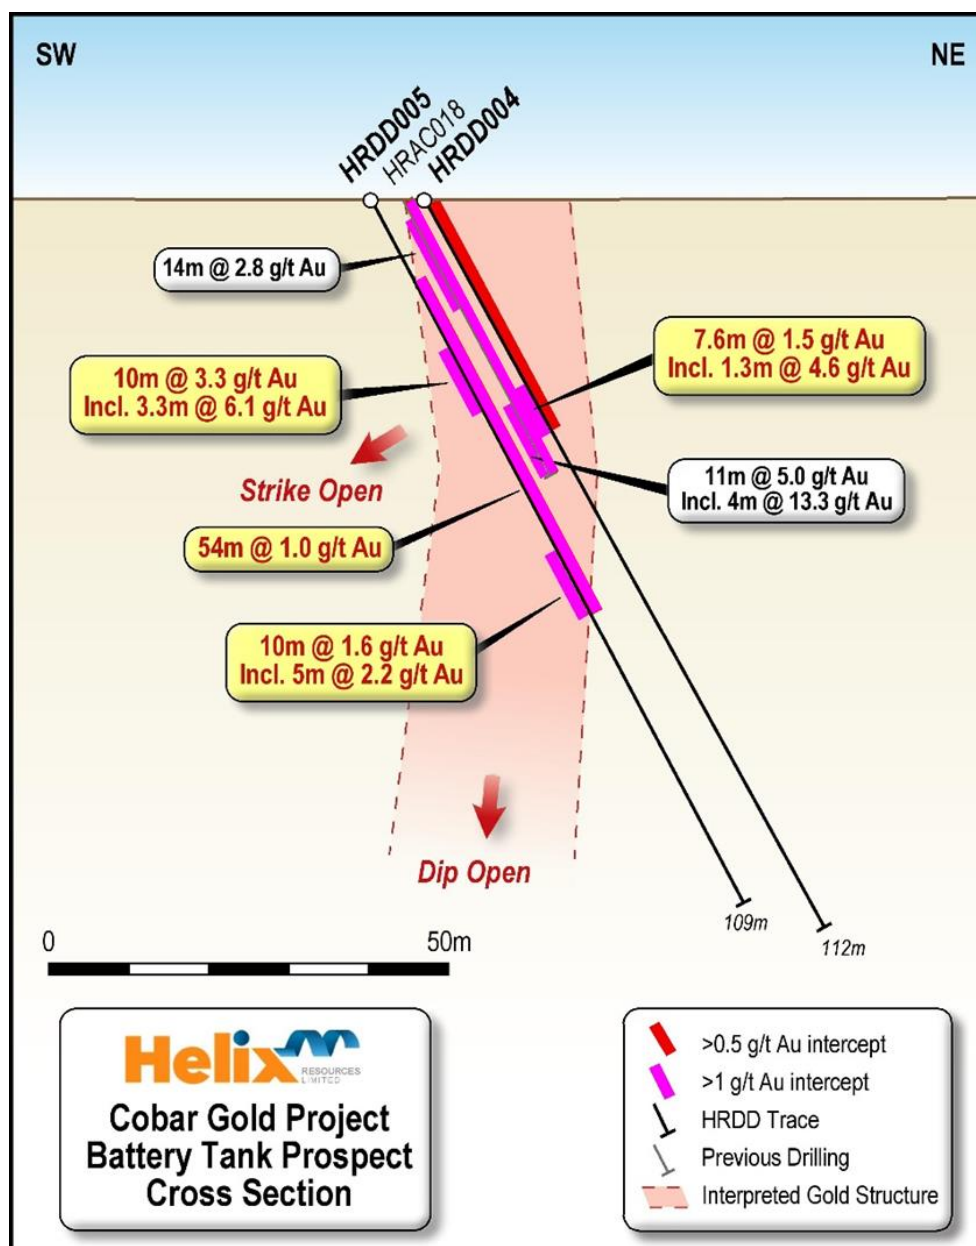 SW
NE
HRDD005
HRAC018
HRDD004
14m @ 2.8 g/t Au
10m @ 3.3 g/t Au
Incl. 3.3m @ 6.1 g/t Au
7.6m @ 1.5 g/t Au
Incl. 1.3m @ 4.6 g/t Au
Strike Open
11m @ 5.0 g/t Au
Incl. 4m @ 13.3 g/t Au
54m @ 1.0 g/t Au
10m @ 1.6 g/t Au
Incl. 5m @ 2.2 g/t Au
Dip Open
109m
112m
0
50m
Helix
RESOURCES
LIMITED
Cobar Gold Project
Battery Tank Prospect
Cross Section
>0.5 g/t Au intercept
>1 g/t Au intercept
HRDD Trace
Previous Drilling
Interpreted Gold Structure